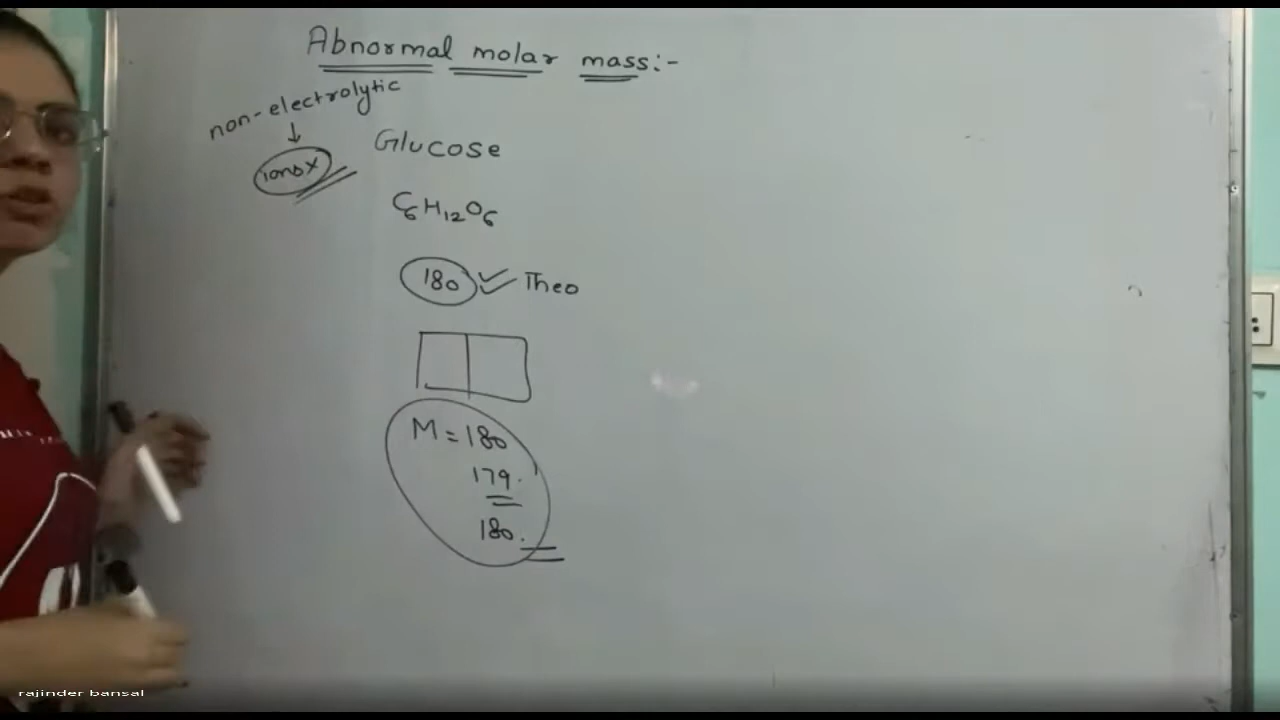 Abnormal molar mass:-
non-electrolytic
↓
ions x
Glucose
C6H12O6
180 ✓✓ Theo
M = 180
179.
180.
rajinder bansal